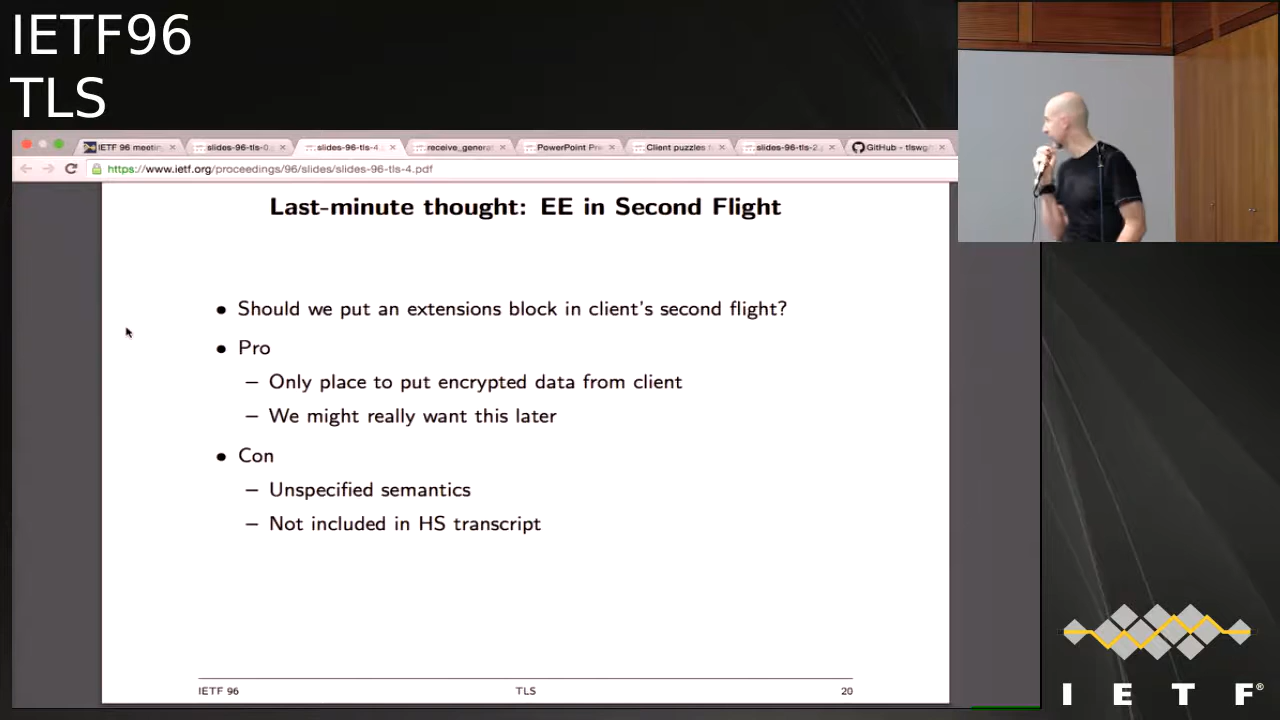 IETF96
TLS
IETF 96 meetin
slides-96-tls-0
slides-96-tls-4
receive_genera
PowerPoint Pre
Client puzzles f
slides-96-tls-2
GitHub - tlswg
https://www.ietf.org/proceedings/96/slides/slides-96-tls-4.pdf
Last-minute thought: EE in Second Flight
• Should we put an extensions block in client's second flight?
• Pro
– Only place to put encrypted data from client
– We might really want this later
• Con
– Unspecified semantics
– Not included in HS transcript
IETF 96
TLS
20
I E T F®